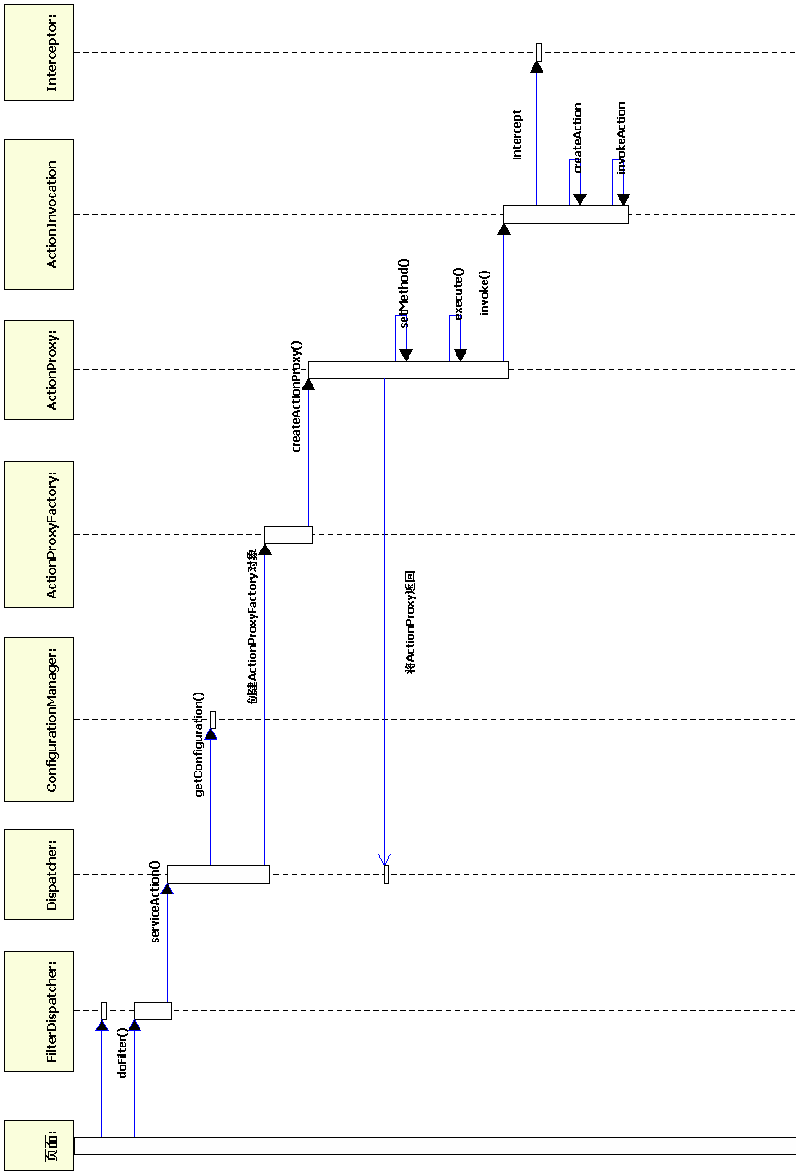 页面:
FilterDispatcher:
Dispatcher:
ConfigurationManager:
ActionProxyFactory:
ActionProxy:
ActionInvocation
Interceptor:
doFilter()
serviceAction()
getConfiguration()
创建ActionProxyFactory对象
createActionProxy()
将ActionProxy返回
setMethod()
execute()
invoke()
Intercept
createAction
invokeAction